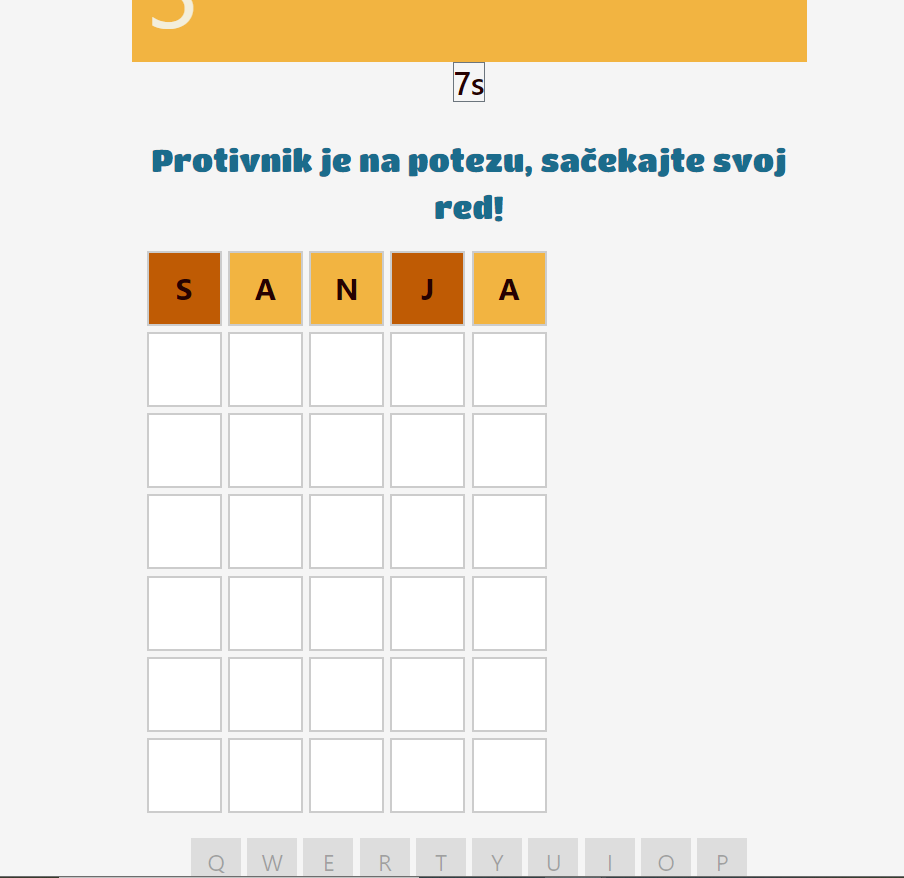 7s
Protivnik je na potezu, sačekajte svoj
red!
S A N J A
Q W E R T Y U I O P